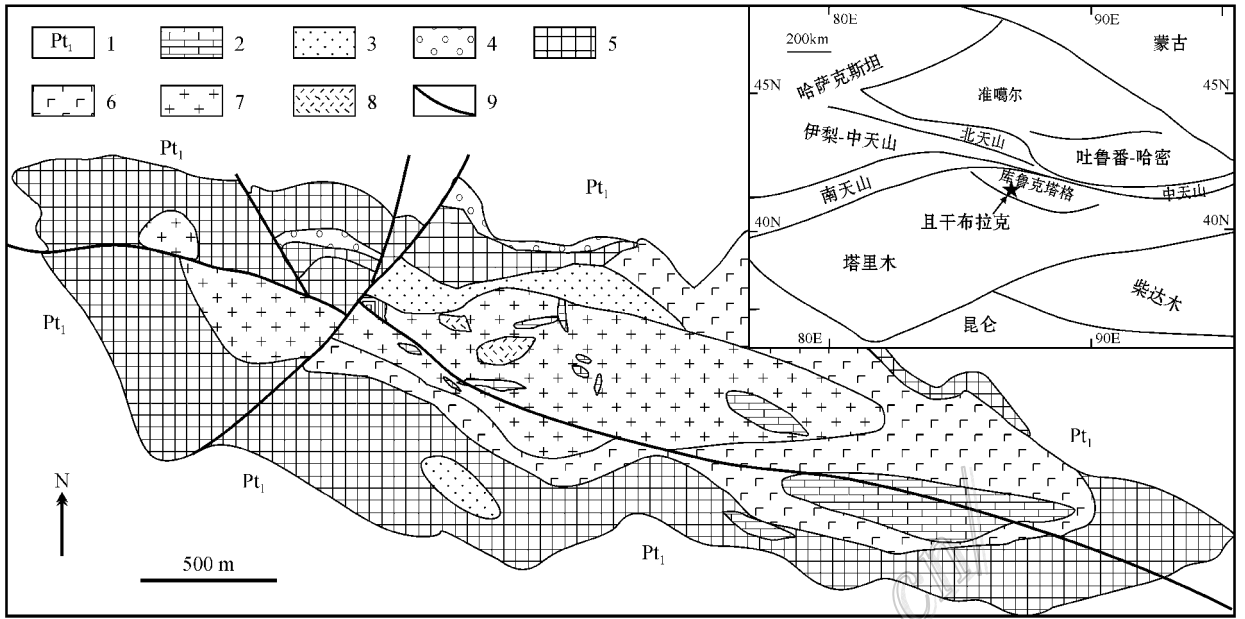 Pt1 1
2
3
4
5
6
7
8
9
Pt1
Pt1
Pt1
Pt1
Pt1
Pt1
N
500 m
80E
90E
200km
蒙古
哈萨克斯坦
45N
45N
准噶尔
伊梨-中天山
北天山
吐鲁番-哈密
南天山
库鲁克塔格
中天山
且干布拉克
40N
40N
塔里木
柴达木
昆仑
80E
90E